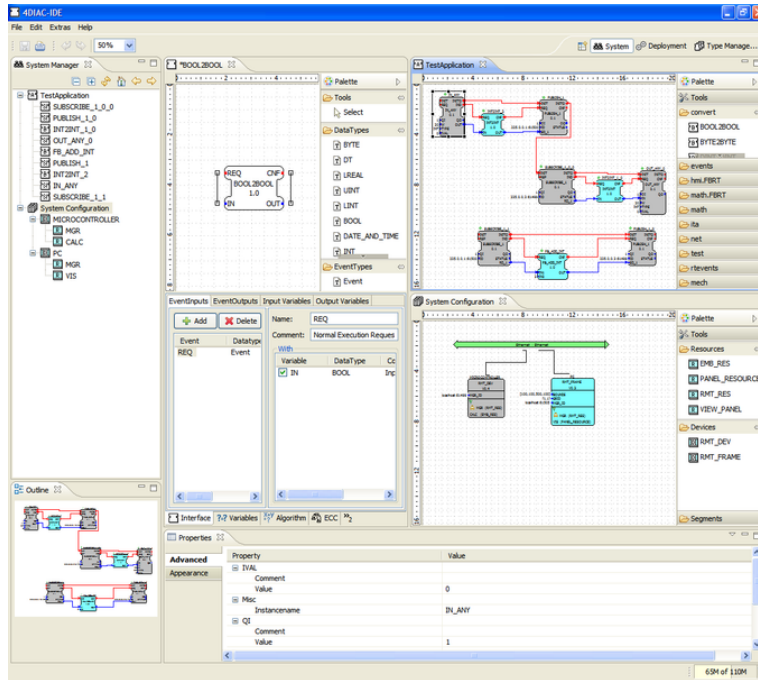 4DIAC-IDE
File Edit Extras Help
50%
System
Deployment
Type Manage...
System Manager
TestApplication
SUBSCRIBE_1_0_0
PUBLISH_1_0
INT2INT_1_0
OUT_ANY_0
FB_ADD_INT
PUBLISH_1
INT2INT_2
IN_ANY
SUBSCRIBE_1_1
System Configuration
MICROCONTROLLER
MGR
CALC
PC
MGR
VIS
Outline
*BOOL2BOOL
REQ CNF
BOOL2BOOL
1.0
IN OUT
Palette
Tools
Select
DataTypes
BYTE
DT
LREAL
UINT
LINT
BOOL
DATE_AND_TIME
INT
EventTypes
Event
EventInputs EventOutputs Input Variables Output Variables
Add Delete
Event Datatype
REQ Event
Name: REQ
Comment: Normal Execution Reques
With
Variable DataType Cc
IN BOOL Inp
Interface Variables Algorithm ECC »2
TestApplication
Palette
Tools
convert
BOOL2BOOL
BYTE2BYTE
events
hmi.FBRT
math.FBRT
math
ita
net
test
rtevents
mech
System Configuration
Palette
Tools
Resources
EMB_RES
PANEL_RESOURCE
RMT_RES
VIEW_PANEL
Devices
RMT_DEV
RMT_FRAME
Segments
Properties
Advanced
Appearance
Property Value
IVAL
Comment
Value 0
Misc
Instancename IN_ANY
QI
Comment
Value 1
65M of 110M